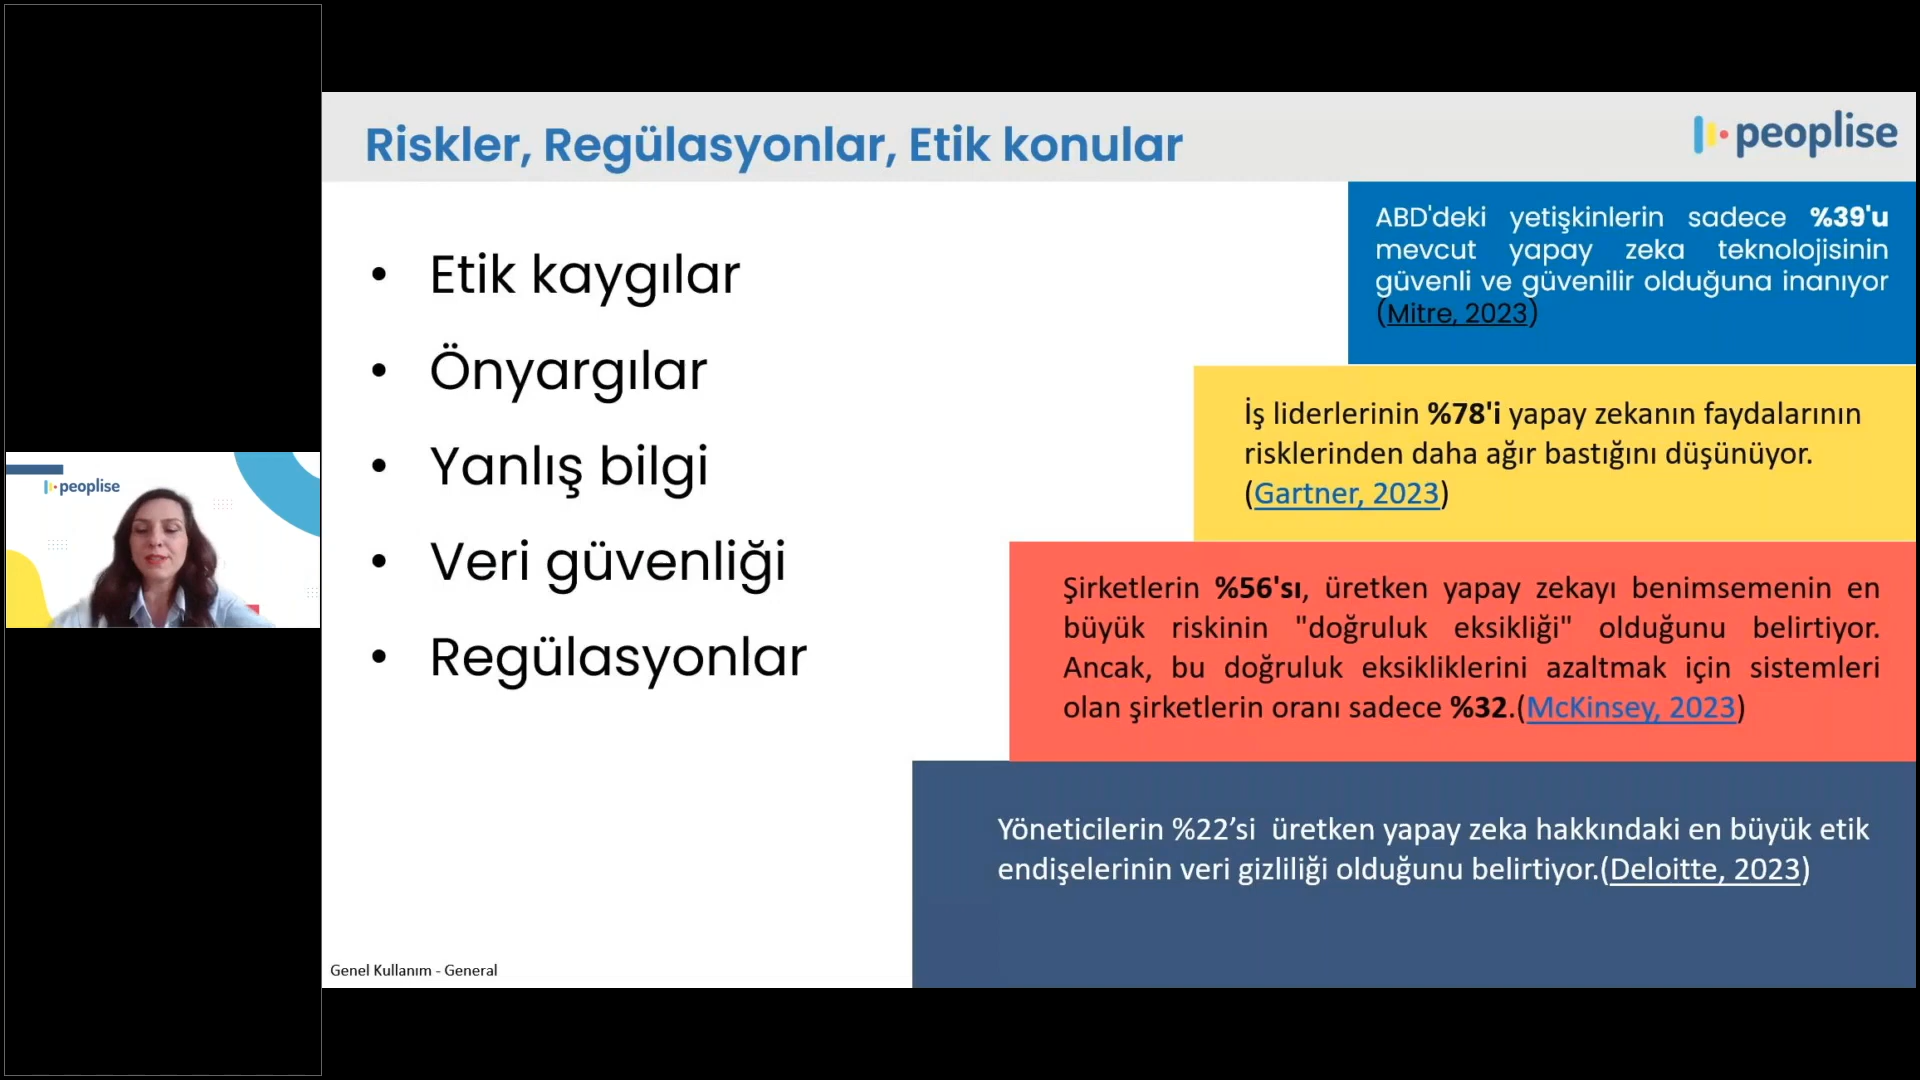 Riskler, Regülasyonlar, Etik konular
peoplise
• Etik kaygılar
• Önyargılar
• Yanlış bilgi
• Veri güvenliği
• Regülasyonlar
ABD'deki yetişkinlerin sadece %39'u
mevcut yapay zeka teknolojisinin
güvenli ve güvenilir olduğuna inanıyor
(Mitre, 2023)
İş liderlerinin %78'i yapay zekanın faydalarının
risklerinden daha ağır bastığını düşünüyor.
(Gartner, 2023)
Şirketlerin %56'sı, üretken yapay zekayı benimsemenin en
büyük riskinin "doğruluk eksikliği" olduğunu belirtiyor.
Ancak, bu doğruluk eksikliklerini azaltmak için sistemleri
olan şirketlerin oranı sadece %32.(McKinsey, 2023)
Yöneticilerin %22’si  üretken yapay zeka hakkındaki en büyük etik
endişelerinin veri gizliliği olduğunu belirtiyor.(Deloitte, 2023)
Genel Kullanım - General
peoplise